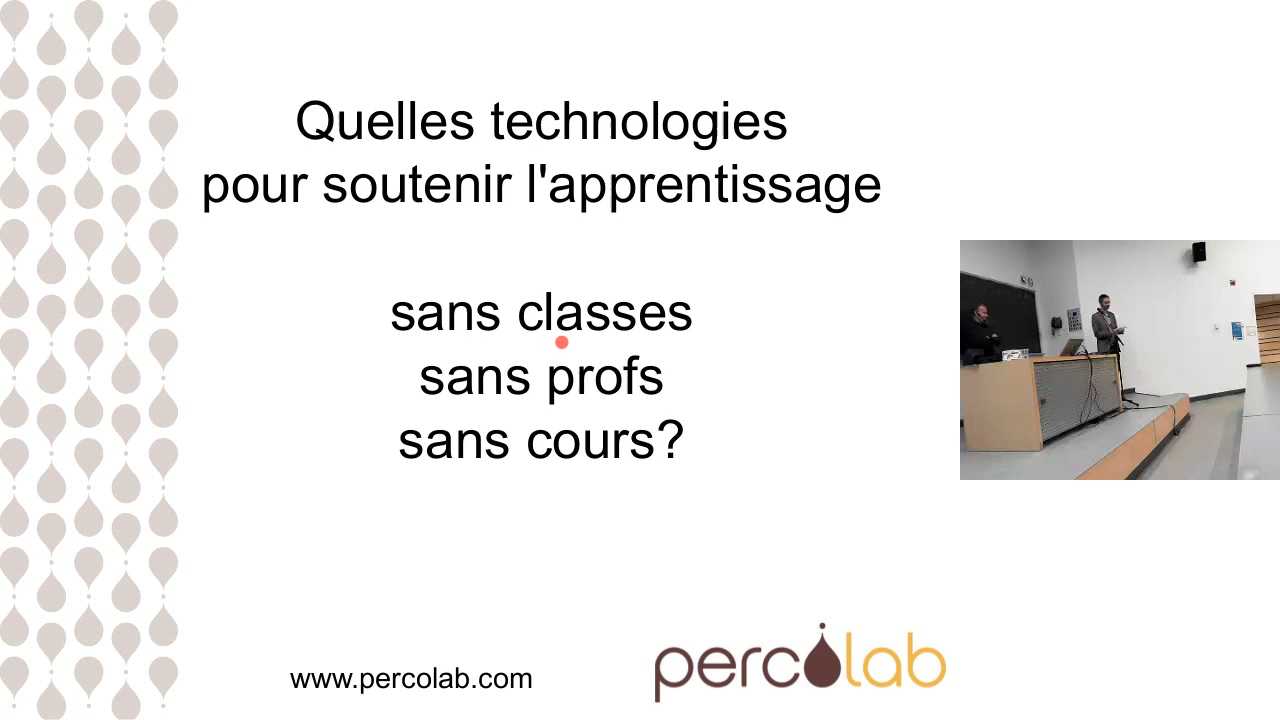 Quelles technologies
pour soutenir l'apprentissage
sans classes
sans profs
sans cours?
www.percolab.com
percolab